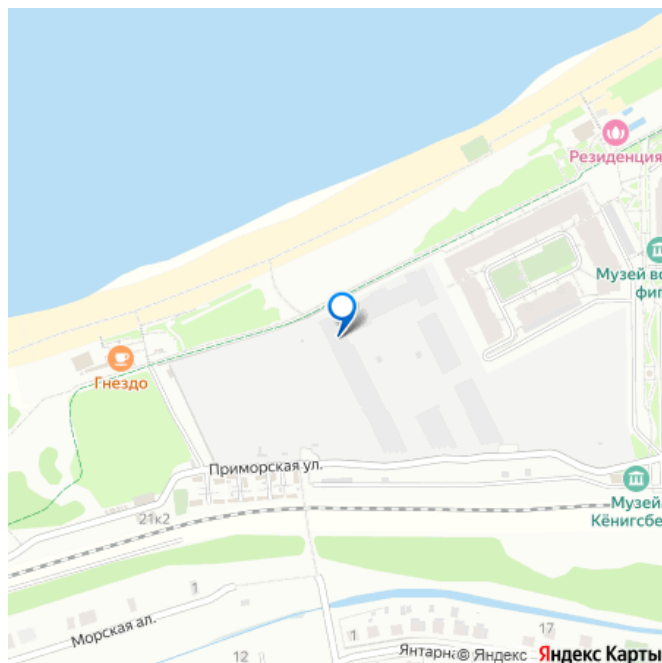 Резиденция
Музей во
фиг
Гнездо
Приморская ул.
Музей
Кёнигсбе
21к2
1
Морская ал.
12
1
17
Янтарна
© Яндекс
Яндекс Карты